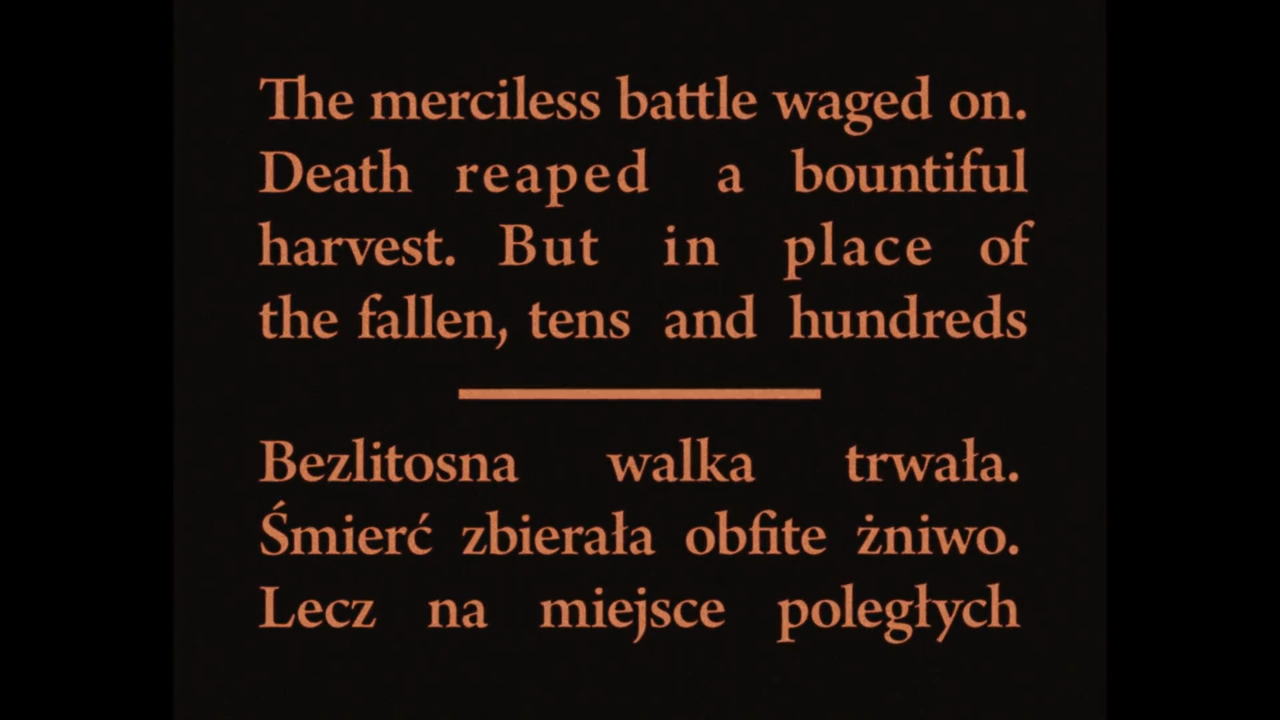 The merciless battle waged on.
Death reaped a bountiful
harvest. But in place of
the fallen, tens and hundreds
Bezlitosna walka trwała.
Śmierć zbierała obfite żniwo.
Lecz na miejsce poległych